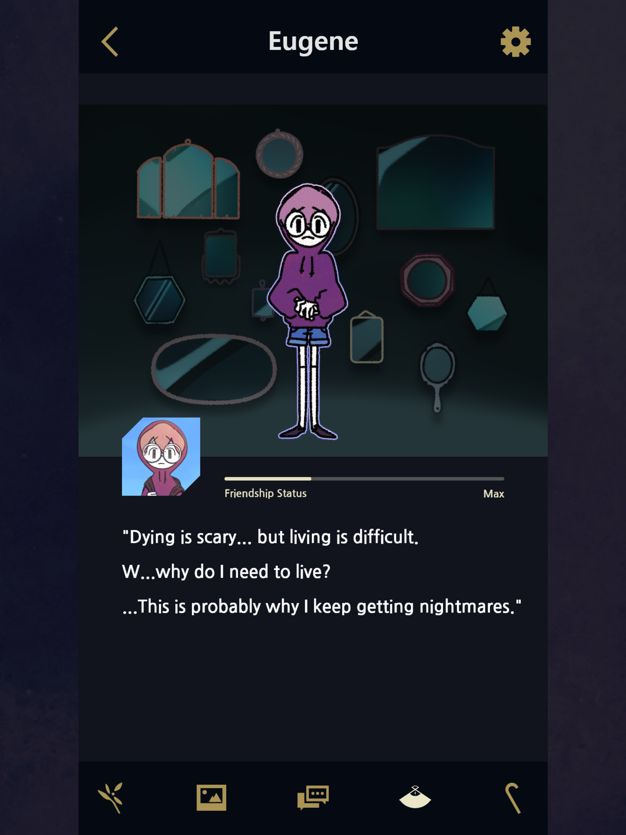 Eugene
Friendship Status
Max
"Dying is scary... but living is difficult.
W...why do I need to live?
...This is probably why I keep getting nightmares."